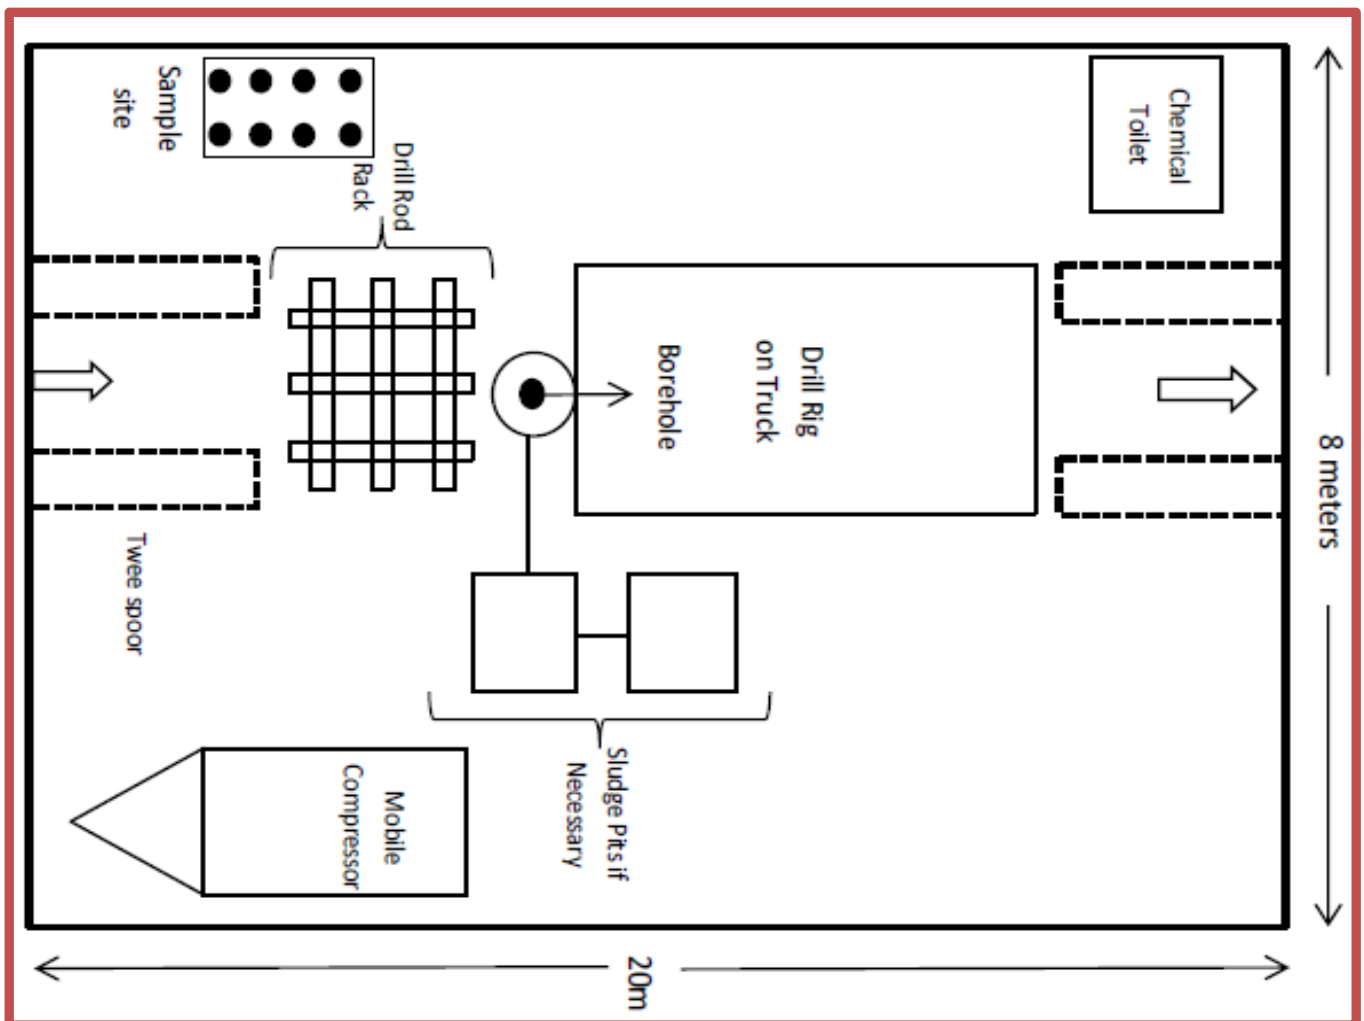 Chemical
Toilet
8 meters
Drill Rig
on Truck
Borehole
Drill Rod
Rack
Sample
site
Twee spoor
Sludge Pits if
Necessary
Mobile
Compressor
20m